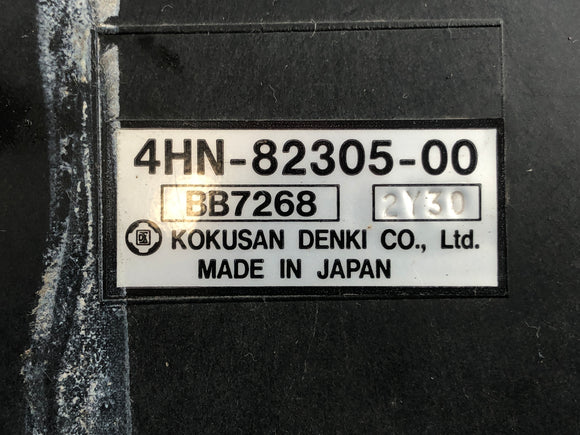 4HN-82305-00
BB7268 2Y30
KOKUSAN DENKI CO., Ltd.
MADE IN JAPAN